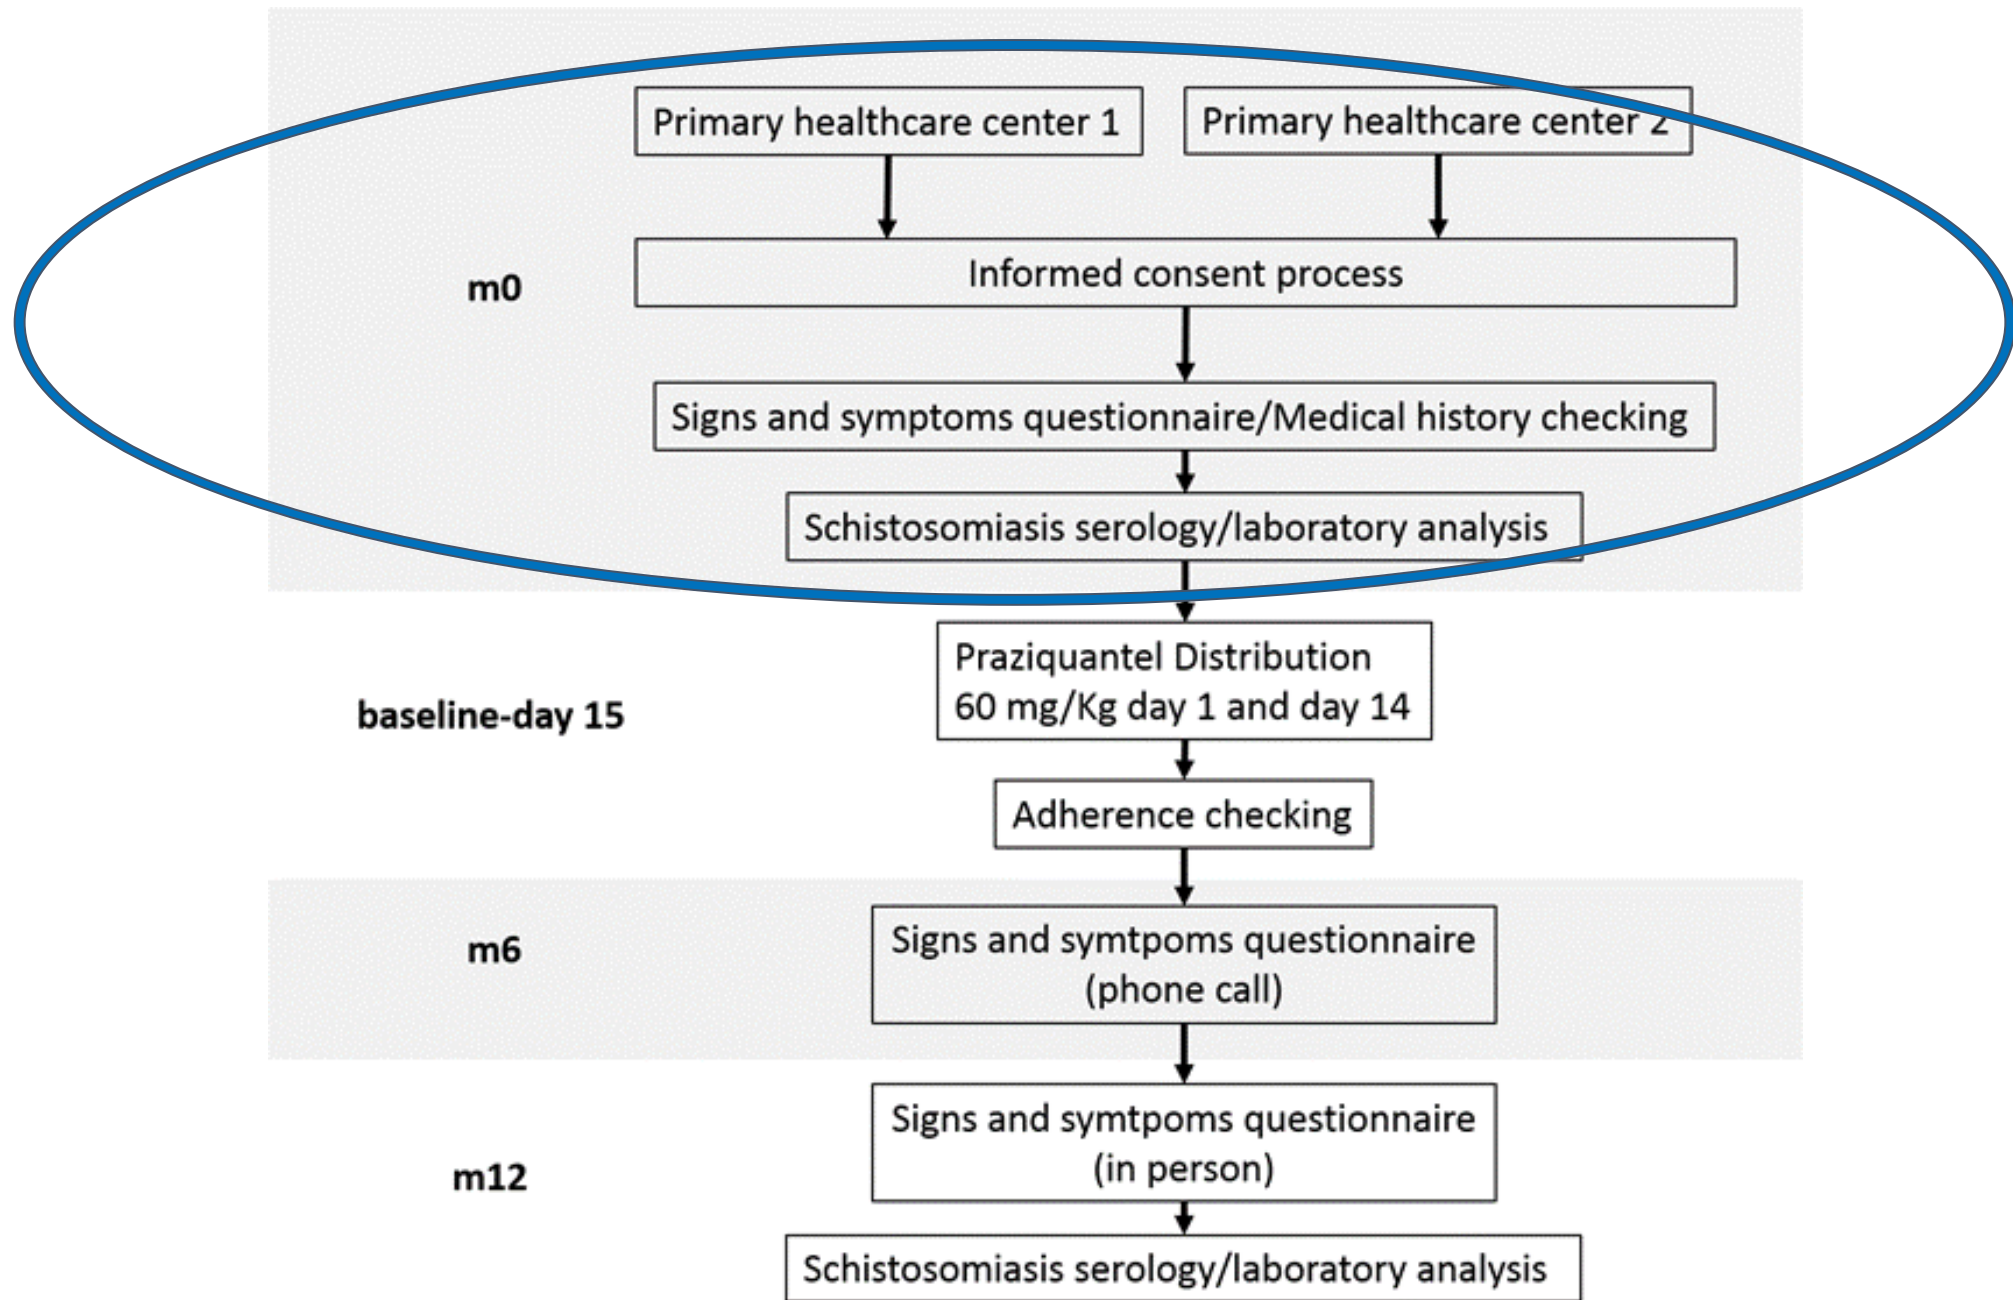 Primary healthcare center 1
Primary healthcare center 2
m0
Informed consent process
Signs and symptoms questionnaire/Medical history checking
Schistosomiasis serology/laboratory analysis
baseline-day 15
Praziquantel Distribution
60 mg/Kg day 1 and day 14
Adherence checking
m6
Signs and symtpoms questionnaire
(phone call)
m12
Signs and symtpoms questionnaire
(in person)
Schistosomiasis serology/laboratory analysis